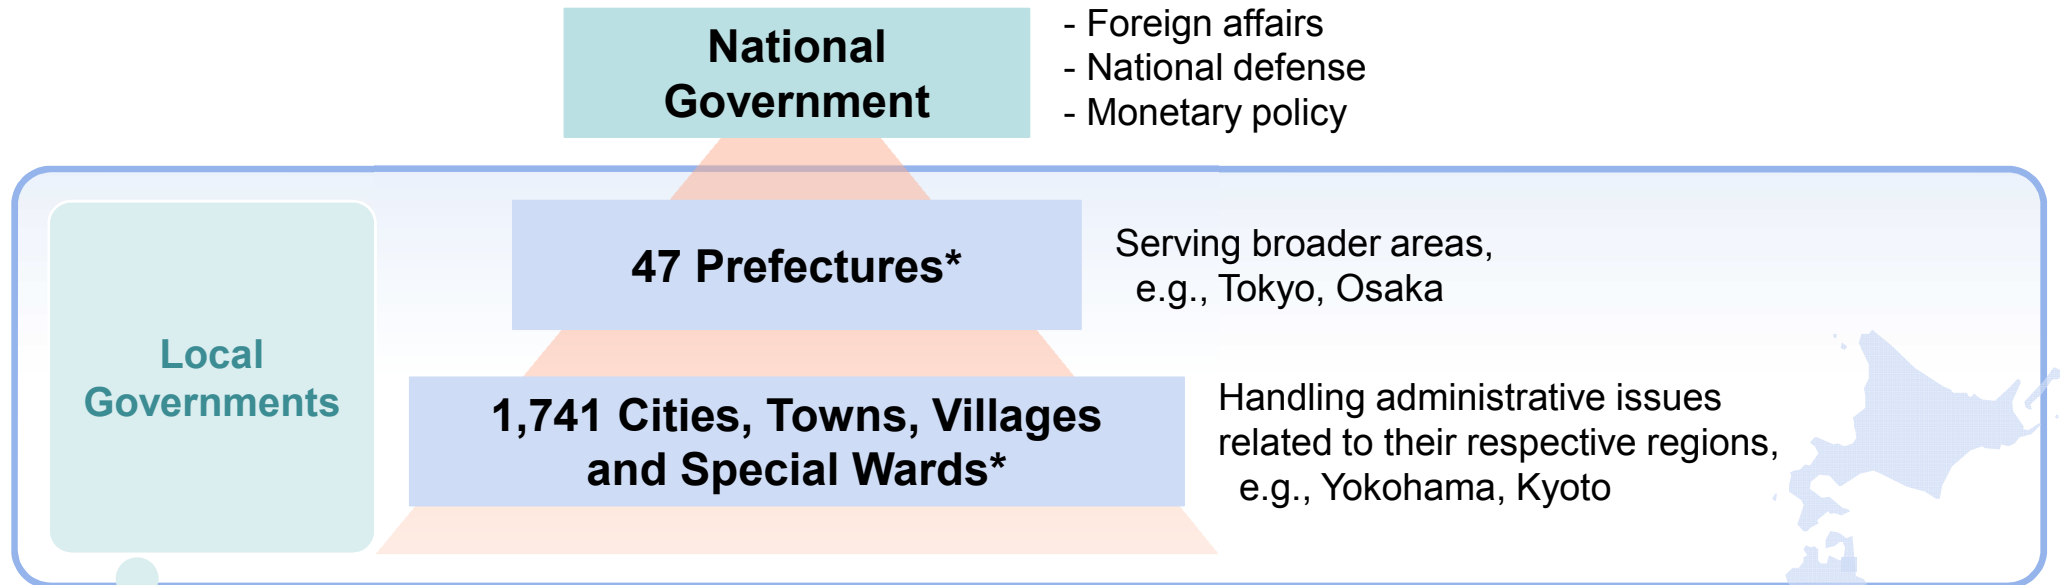 National
Government
- Foreign affairs
- National defense
- Monetary policy
Local
Governments
47 Prefectures*
Serving broader areas,
e.g., Tokyo, Osaka
1,741 Cities, Towns, Villages
and Special Wards*
Handling administrative issues
related to their respective regions,
e.g., Yokohama, Kyoto